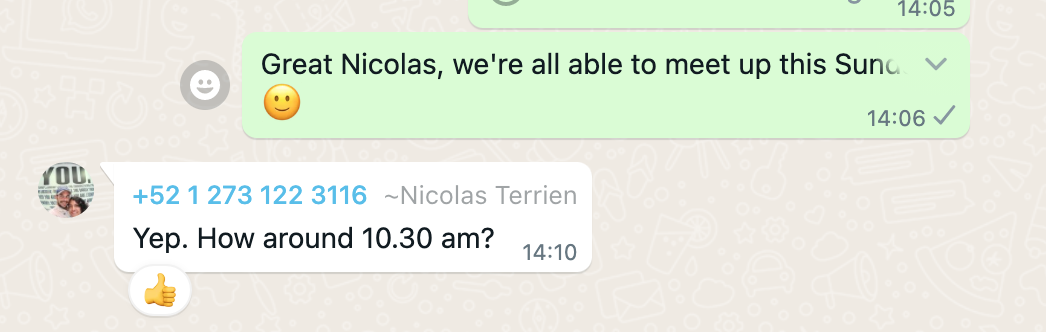 14:05
Great Nicolas, we're all able to meet up this
🙂
14:06
YOU.
+52 1 273 122 3116 ~Nicolas Terrien
Yep. How around 10.30 am?
14:10
👍